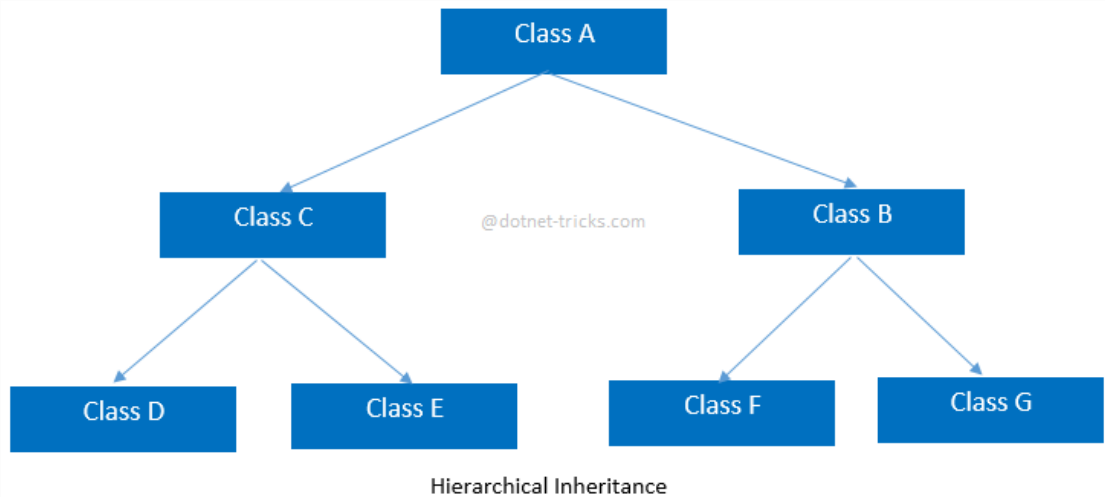 Class A
Class C
@dotnet-tricks.com
Class B
Class D
Class E
Class F
Class G
Hierarchical Inheritance